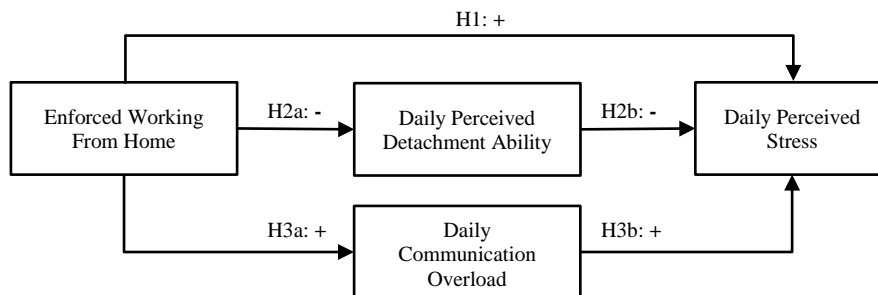 H1: +
Enforced Working
From Home
H2a: -
Daily Perceived
Detachment Ability
H2b: -
Daily Perceived
Stress
H3a: +
Daily
Communication
Overload
H3b: +